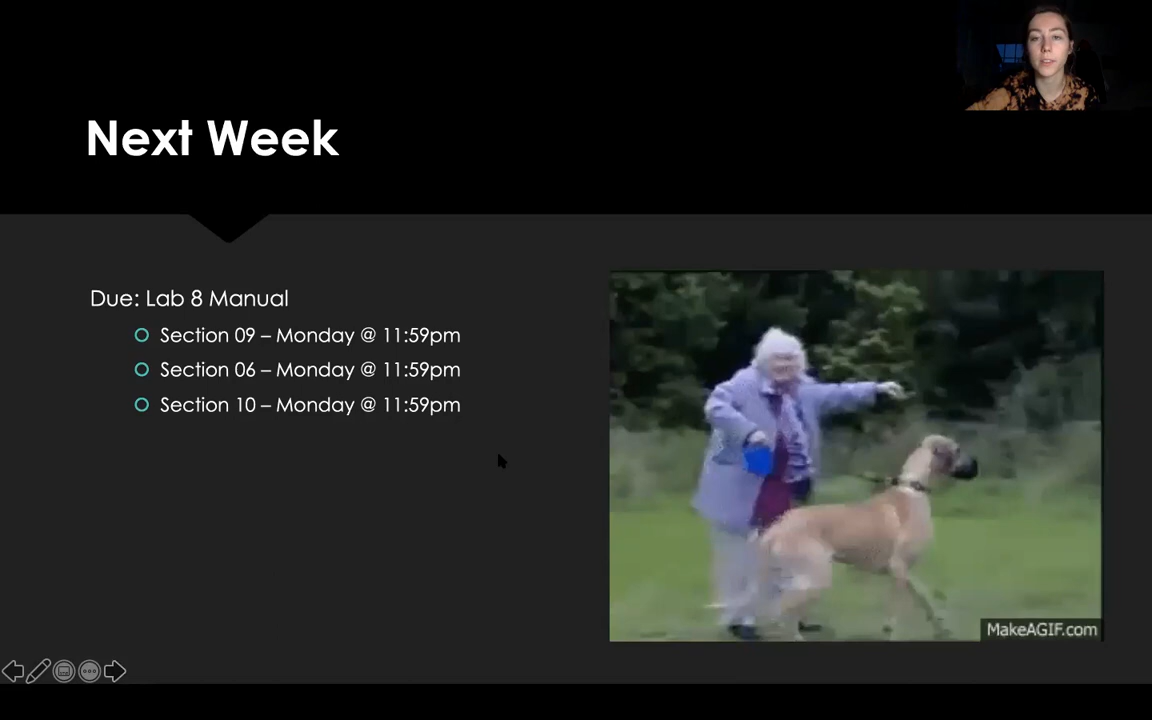 Next Week
Due: Lab 8 Manual
Section 09 – Monday @ 11:59pm
Section 06 – Monday @ 11:59pm
Section 10 – Monday @ 11:59pm
MakeAGIF.com